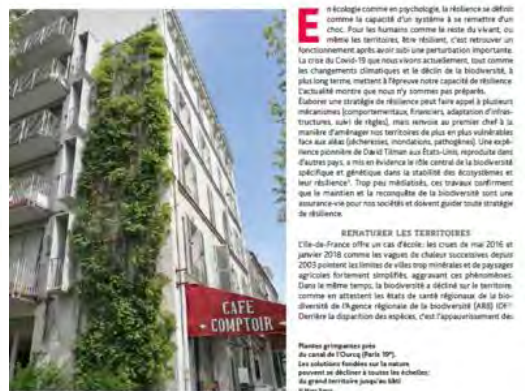 CAFE
COMPTOIR
En écologie comme en psychologie, la résilience se définit
comme la capacité d'un système à se remettre d'un
choc. Pour les humains comme le reste du vivant, ou
même les territoires, être résilient, c'est retrouver un
fonctionnement après avoir subi une perturbation importante.
La crise du Covid-19 que nous vivons actuellement, tout comme
les changements climatiques et le déclin de la biodiversité, à
plus long terme, mettent à l'épreuve notre capacité de résilience.
L'actualité montre que nous n'y sommes pas préparés.
Élaborer une stratégie de résilience peut faire appel à plusieurs
mécanismes (comportementaux, financiers, adaptation d'infras-
tructures, suivi de règles), mais renvoie au premier chef à la
manière d'aménager nos territoires de plus en plus vulnérables
face aux aléas (sécheresses, inondations, pathogènes). Une expé-
rience pionnière de David Tilman aux États-Unis, reproduite dans
d'autres pays, a mis en évidence le rôle central de la biodiversité
spécifique et génétique dans la stabilité des écosystèmes et
leur résilience. Trop peu médiatisés, ces travaux confirment
que le maintien et la reconquête de la biodiversité sont une
assurance-vie pour nos sociétés et doivent guider toute stratégie
de résilience.
RENATURER LES TERRITOIRES
L'Île-de-France offre un cas d'école: les crues de mai 2016 et
janvier 2018 comme les vagues de chaleur successives depuis
2003 pointent les limites de villes trop minérales et de paysages
agricoles fortement simplifiés, aggravant ces phénomènes.
Dans le même temps, la biodiversité a décliné sur le territoire,
comme en attestent les états de santé régionaux de la bio-
diversité de l'Agence régionale de la biodiversité (ARB) IDF.
Derrière la disparition des espèces, c'est l'appauvrissement des
Plantes grimpantes près
du canal de l'Ourcq (Paris 19e).
Les solutions fondées sur la nature
peuvent se décliner à toutes les échelles:
du grand territoire jusqu'au bâti